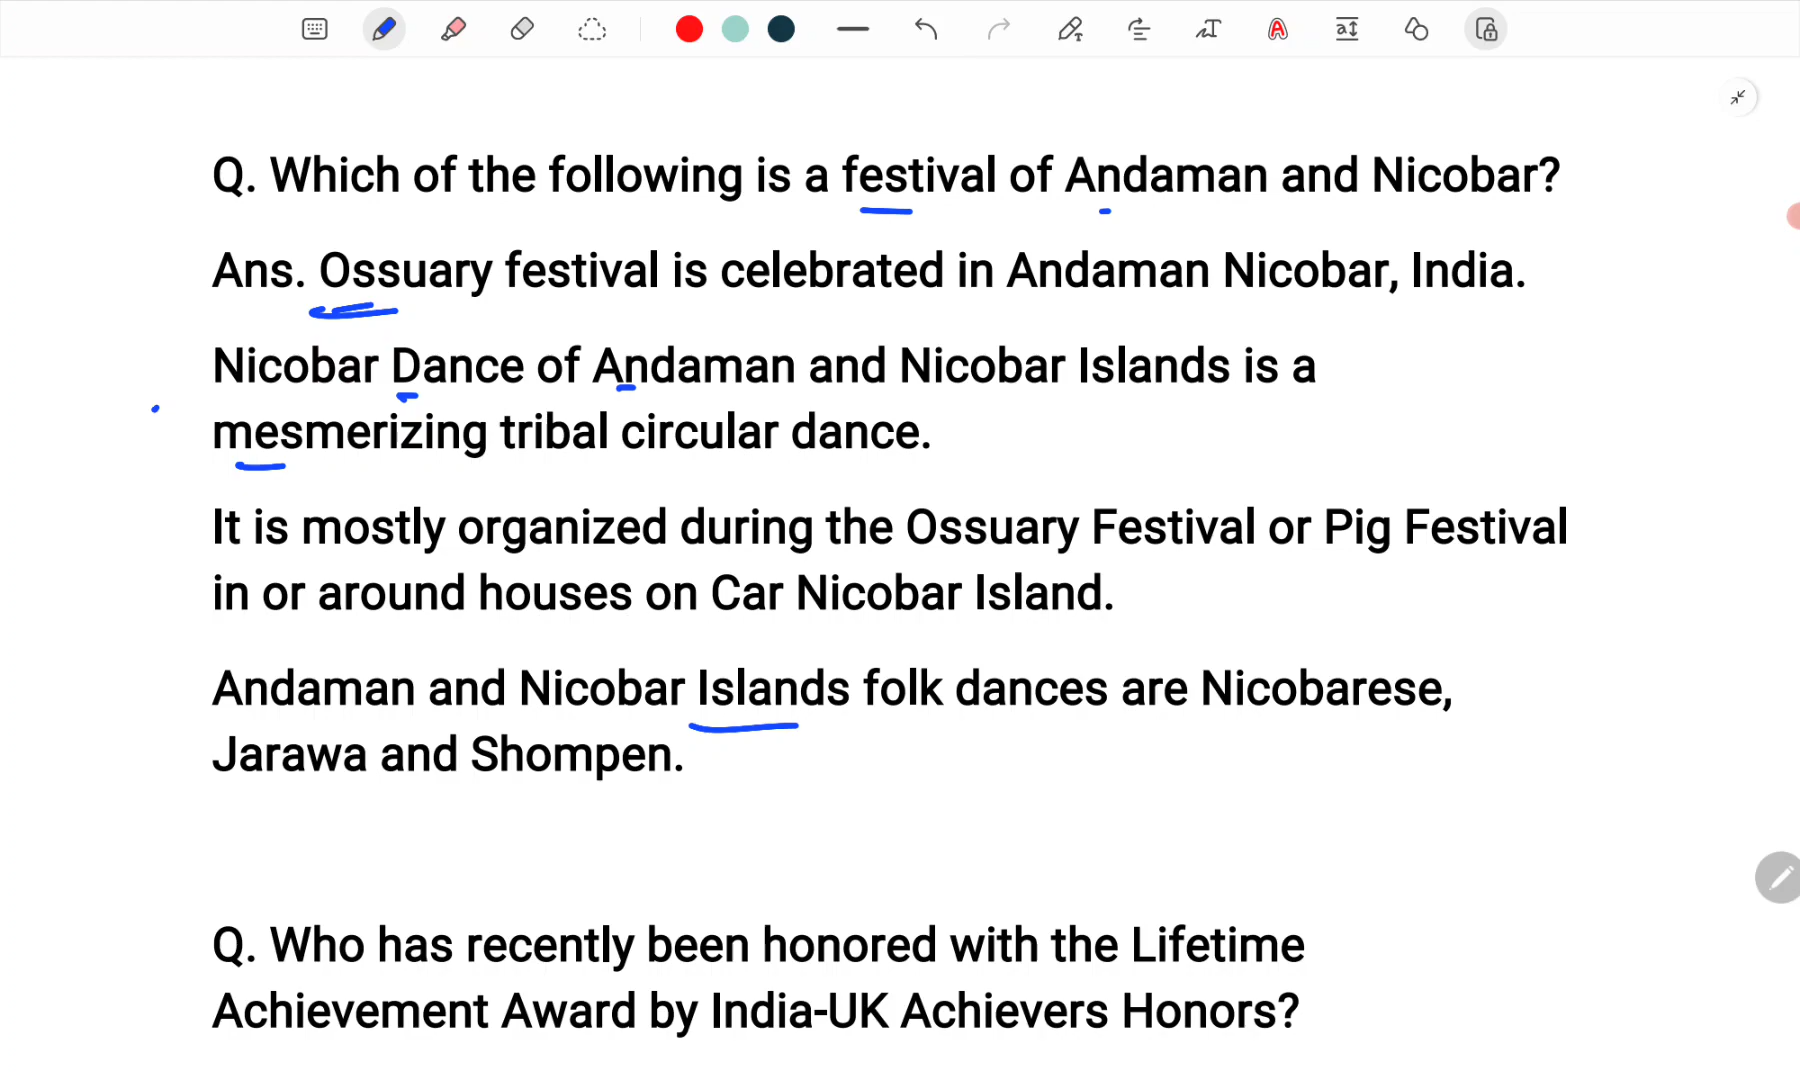 Q. Which of the following is a festival of Andaman and Nicobar?
Ans. Ossuary festival is celebrated in Andaman Nicobar, India.
Nicobar Dance of Andaman and Nicobar Islands is a
mesmerizing tribal circular dance.
It is mostly organized during the Ossuary Festival or Pig Festival
in or around houses on Car Nicobar Island.
Andaman and Nicobar Islands folk dances are Nicobarese,
Jarawa and Shompen.
Q. Who has recently been honored with the Lifetime
Achievement Award by India-UK Achievers Honors?